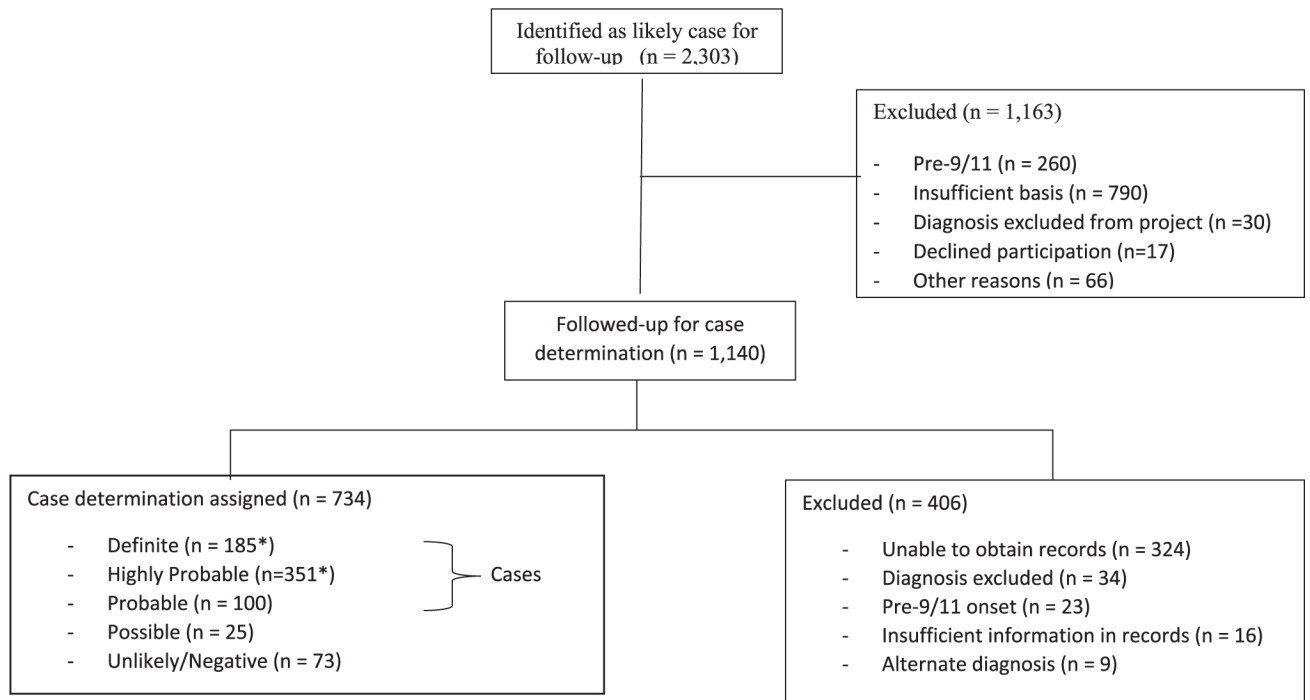 Identified as likely case for
follow-up (n = 2,303)
Excluded (n = 1,163)
- Pre-9/11 (n = 260)
- Insufficient basis (n = 790)
- Diagnosis excluded from project (n =30)
- Declined participation (n=17)
- Other reasons (n = 66)
Followed-up for case
determination (n = 1,140)
Case determination assigned (n = 734)
- Definite (n = 185*)
- Highly Probable (n=351*)
- Probable (n = 100)
- Possible (n = 25)
- Unlikely/Negative (n = 73)
Cases
Excluded (n = 406)
- Unable to obtain records (n = 324)
- Diagnosis excluded (n = 34)
- Pre-9/11 onset (n = 23)
- Insufficient information in records (n = 16)
- Alternate diagnosis (n = 9)